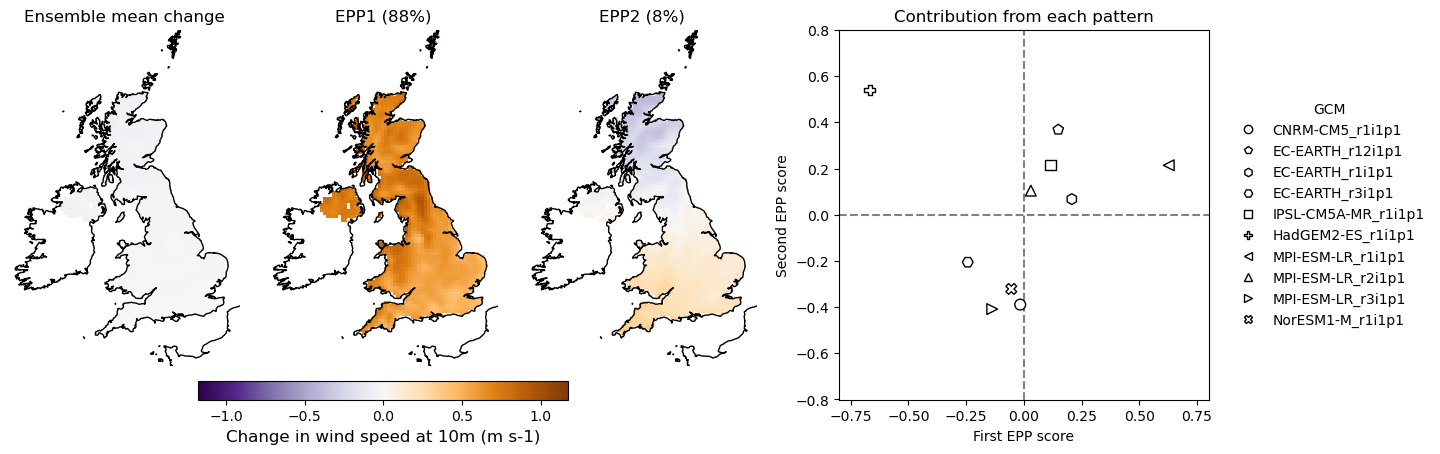 Ensemble mean change
EPP1 (88%)
EPP2 (8%)
Contribution from each pattern
0.8
0.6
0.4
0.2
0.0
−0.2
−0.4
−0.6
−0.8
Second EPP score
−0.75
−0.50
−0.25
0.00
0.25
0.50
0.75
First EPP score
GCM
CNRM-CM5_r1i1p1
EC-EARTH_r12i1p1
EC-EARTH_r1i1p1
EC-EARTH_r3i1p1
IPSL-CM5A-MR_r1i1p1
HadGEM2-ES_r1i1p1
MPI-ESM-LR_r1i1p1
MPI-ESM-LR_r2i1p1
MPI-ESM-LR_r3i1p1
NorESM1-M_r1i1p1
−1.0
−0.5
0.0
0.5
1.0
Change in wind speed at 10m (m s-1)